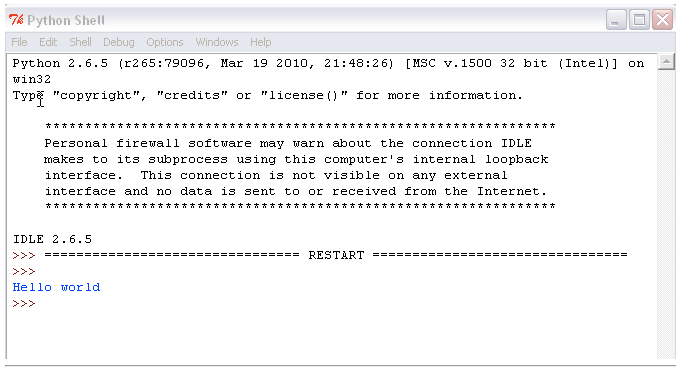 Python Shell
File Edit Shell Debug Options Windows Help
Python 2.6.5 (r265:79096, Mar 19 2010, 21:48:26) [MSC v.1500 32 bit (Intel)] on
win32
Type "copyright", "credits" or "license()" for more information.
****************************************************************
Personal firewall software may warn about the connection IDLE
makes to its subprocess using this computer's internal loopback
interface.  This connection is not visible on any external
interface and no data is sent to or received from the Internet.
****************************************************************
IDLE 2.6.5
>>> ================================ RESTART ================================
>>>
Hello world
>>>